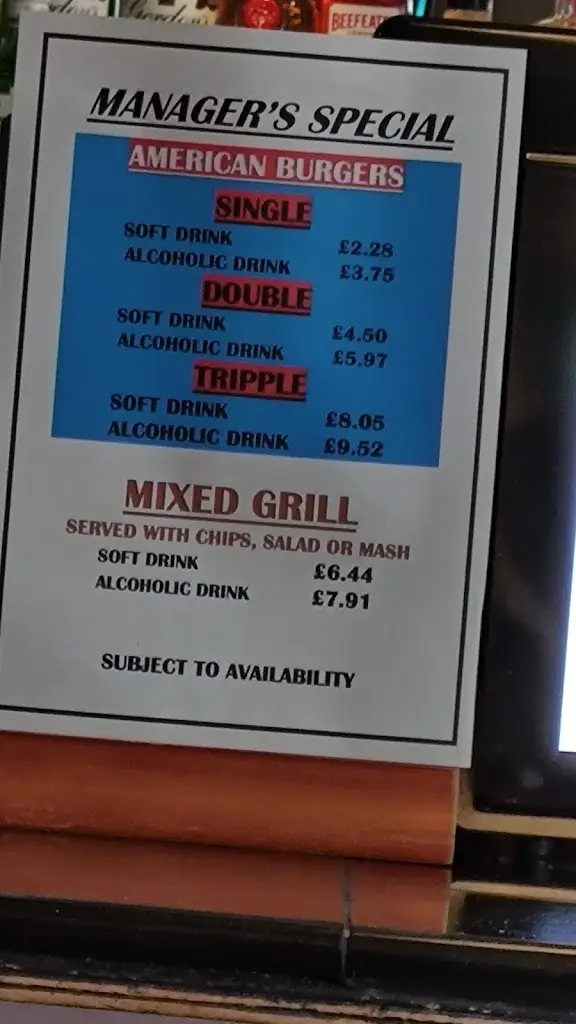 Gordon's
BEEFEAT
MANAGER'S SPECIAL
AMERICAN BURGERS
SINGLE
SOFT DRINK £2.28
ALCOHOLIC DRINK £3.75
DOUBLE
SOFT DRINK £4.50
ALCOHOLIC DRINK £5.97
TRIPPLE
SOFT DRINK £8.05
ALCOHOLIC DRINK £9.52
MIXED GRILL
SERVED WITH CHIPS, SALAD OR MASH
SOFT DRINK £6.44
ALCOHOLIC DRINK £7.91
SUBJECT TO AVAILABILITY